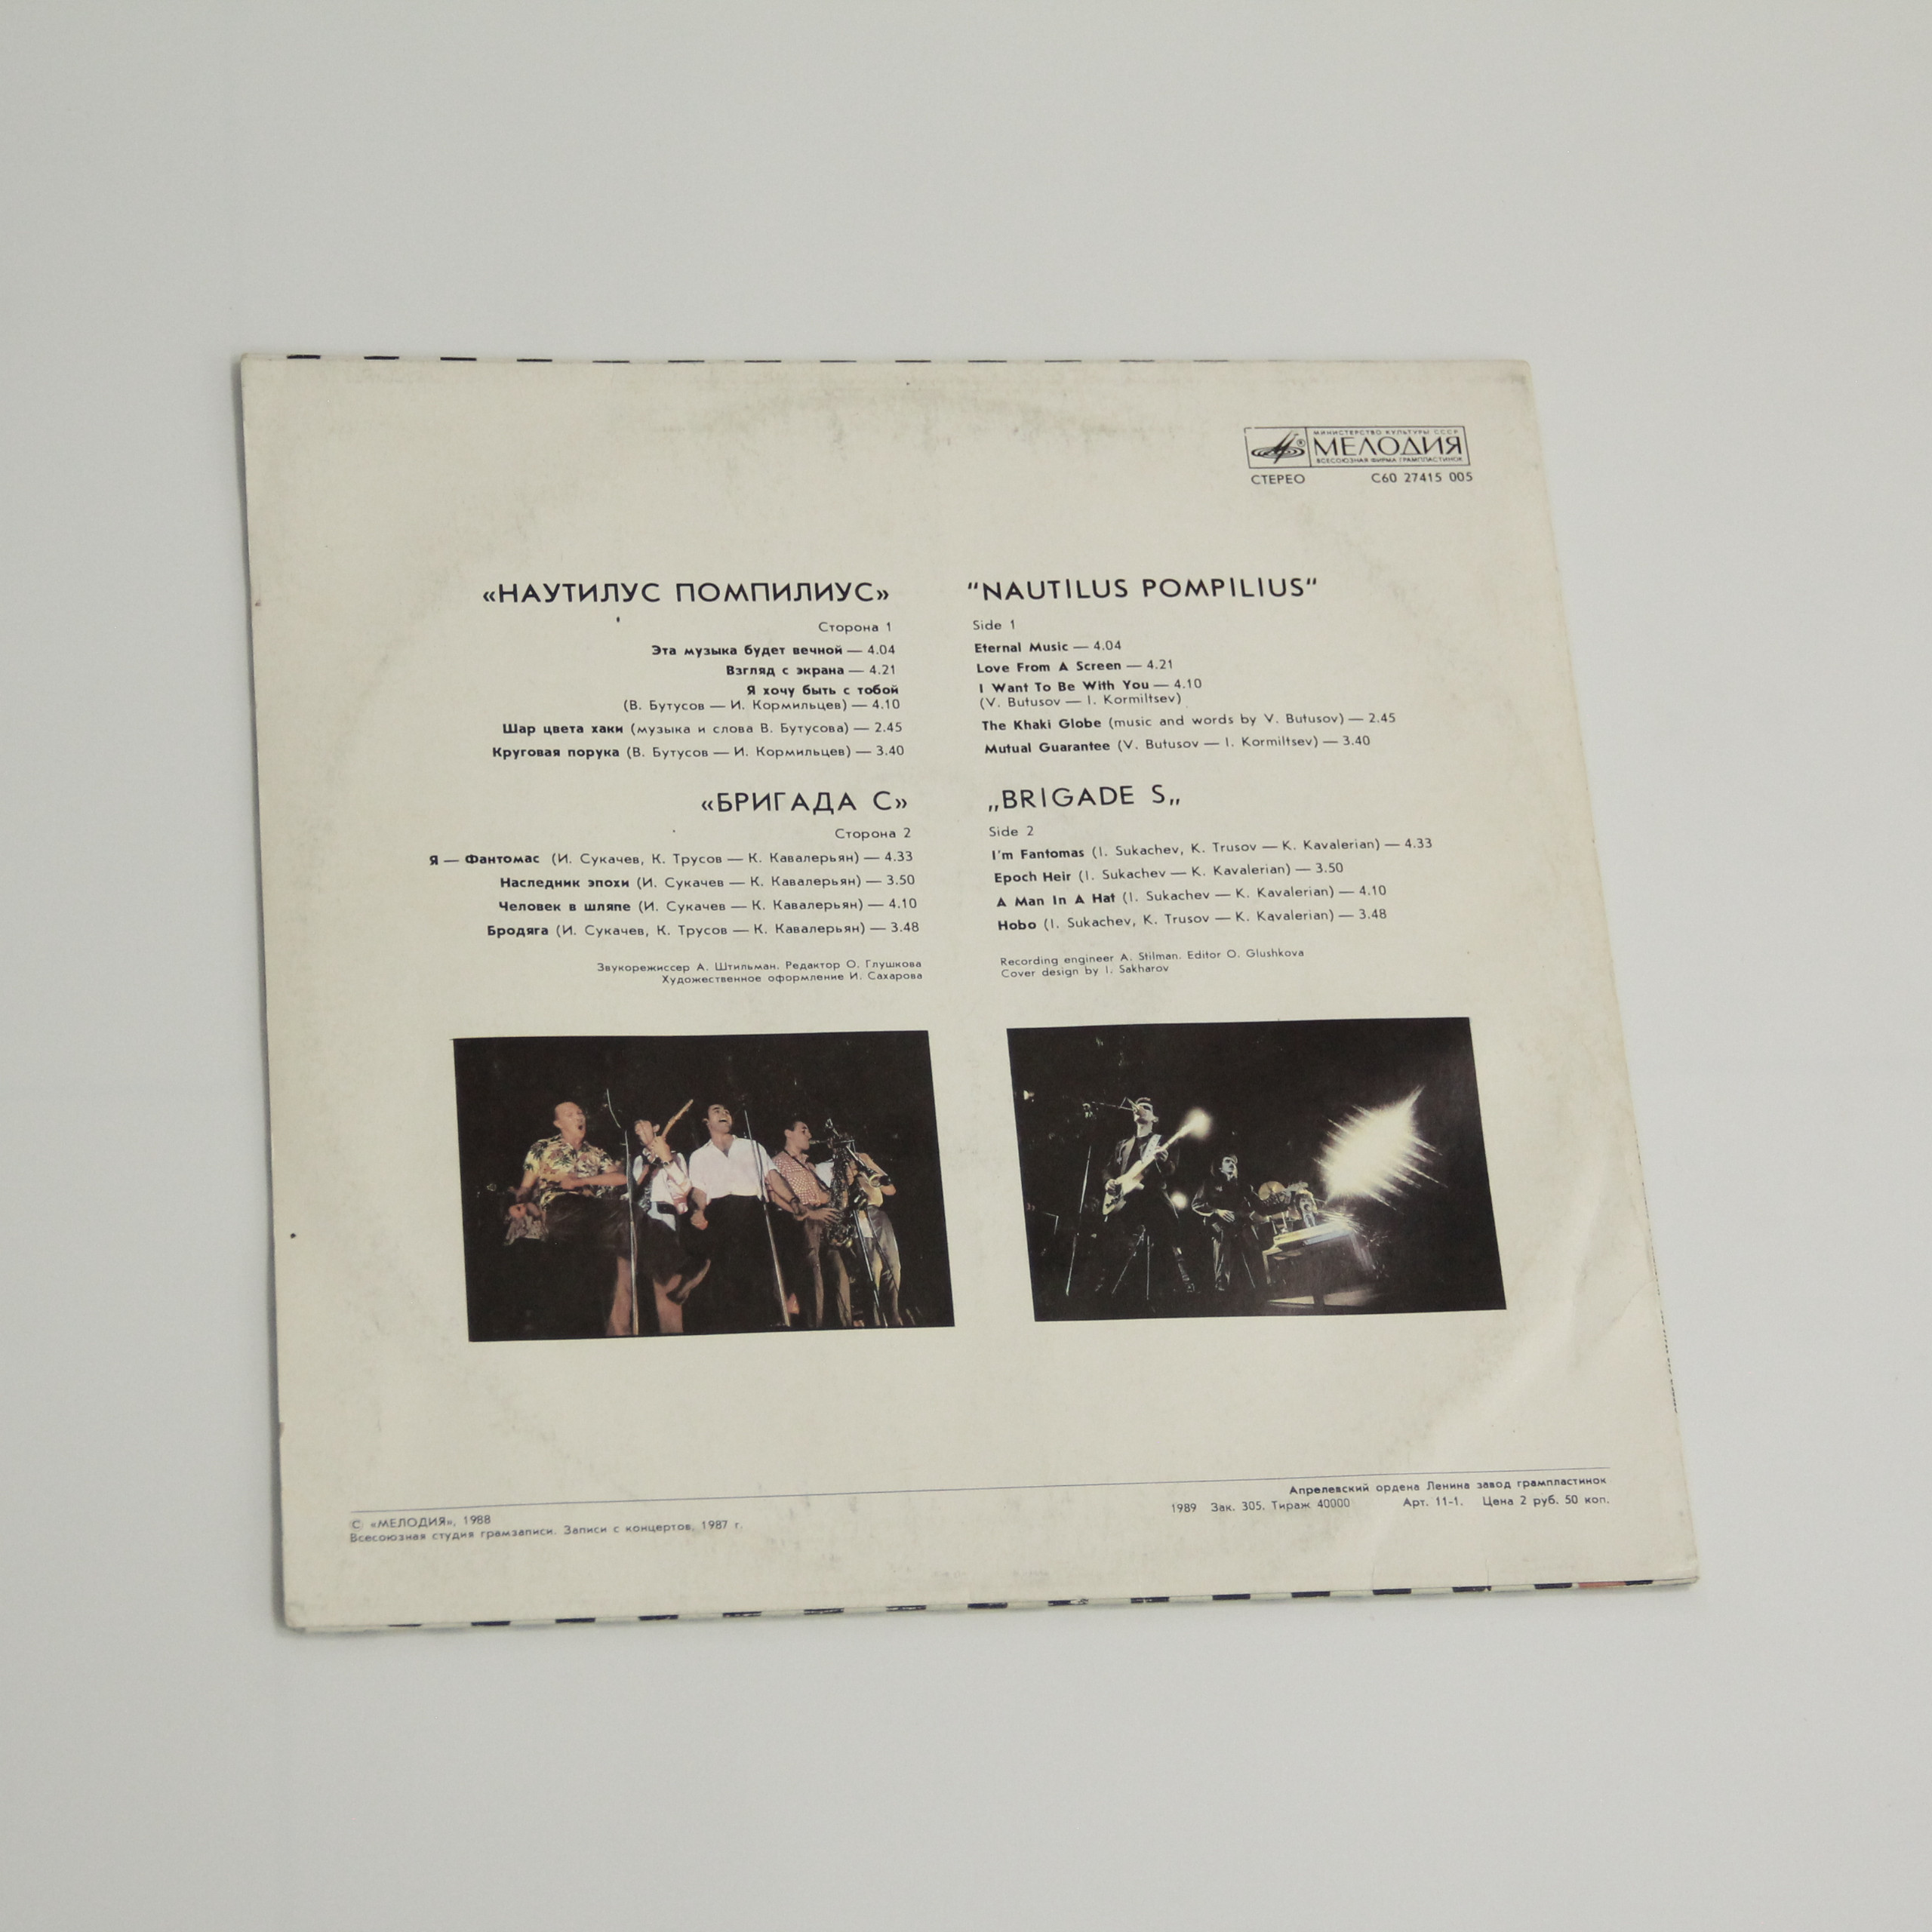 МИНИСТЕРСТВО КУЛЬТУРЫ СССР
МЕЛОДИЯ
ВСЕСОЮЗНАЯ ФИРМА ГРАМПЛАСТИНОК
СТЕРЕО С60 27415 005
«НАУТИЛУС ПОМПИЛИУС»
Сторона 1
Эта музыка будет вечной — 4.04
Взгляд с экрана — 4.21
Я хочу быть с тобой
(В. Бутусов — И. Кормильцев) — 4.10
Шар цвета хаки (музыка и слова В. Бутусова) — 2.45
Круговая порука (В. Бутусов — И. Кормильцев) — 3.40
«БРИГАДА С»
Сторона 2
Я — Фантомас (И. Сукачев, К. Трусов — К. Кавалерьян) — 4.33
Наследник эпохи (И. Сукачев — К. Кавалерьян) — 3.50
Человек в шляпе (И. Сукачев — К. Кавалерьян) — 4.10
Бродяга (И. Сукачев, К. Трусов — К. Кавалерьян) — 3.48
Звукорежиссер А. Штильман. Редактор О. Глушкова
Художественное оформление И. Сахарова
“NAUTILUS POMPILIUS“
Side 1
Eternal Music — 4.04
Love From A Screen — 4.21
I Want To Be With You — 4.10
(V. Butusov — I. Kormiltsev)
The Khaki Globe (music and words by V. Butusov) — 2.45
Mutual Guarantee (V. Butusov — I. Kormiltsev) — 3.40
„BRIGADE S„
Side 2
I'm Fantomas (I. Sukachev, K. Trusov — K. Kavalerian) — 4.33
Epoch Heir (I. Sukachev — K. Kavalerian) — 3.50
A Man In A Hat (I. Sukachev — K. Kavalerian) — 4.10
Hobo (I. Sukachev, K. Trusov — K. Kavalerian) — 3.48
Recording engineer A. Stilman. Editor O. Glushkova
Cover design by I. Sakharov
С «МЕЛОДИЯ», 1988
Всесоюзная студия грамзаписи. Записи с концертов, 1987 г.
Апрелевский ордена Ленина завод грампластинок
1989 Зак. 305. Тираж 40000 Арт. 11-1. Цена 2 руб. 50 коп.